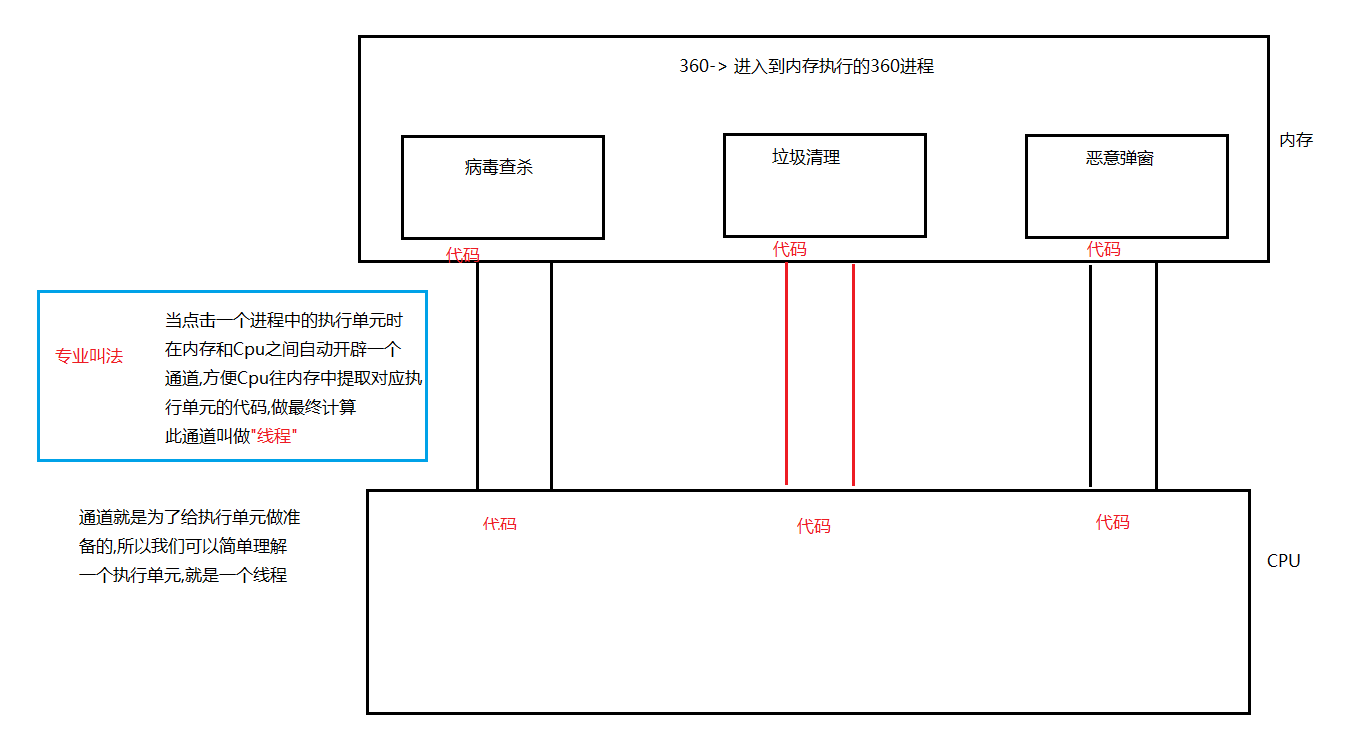 360-> 进入到内存执行的360进程
内存
病毒查杀
垃圾清理
恶意弹窗
代码
代码
代码
专业叫法
当点击一个进程中的执行单元时
在内存和Cpu之间自动开辟一个
通道,方便Cpu往内存中提取对应执
行单元的代码,做最终计算
此通道叫做"线程"
通道就是为了给执行单元做准
备的,所以我们可以简单理解
一个执行单元,就是一个线程
代码
代码
代码
CPU